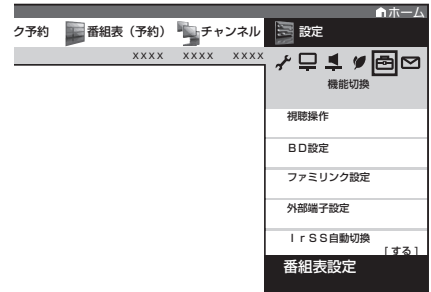 ホーム
ク予約 番組表（予約） チャンネル 設定
xxxx xxxx xxxx
機能切換
視聴操作
ＢＤ設定
ファミリンク設定
外部端子設定
ＩｒＳＳ自動切換
[する]
番組表設定